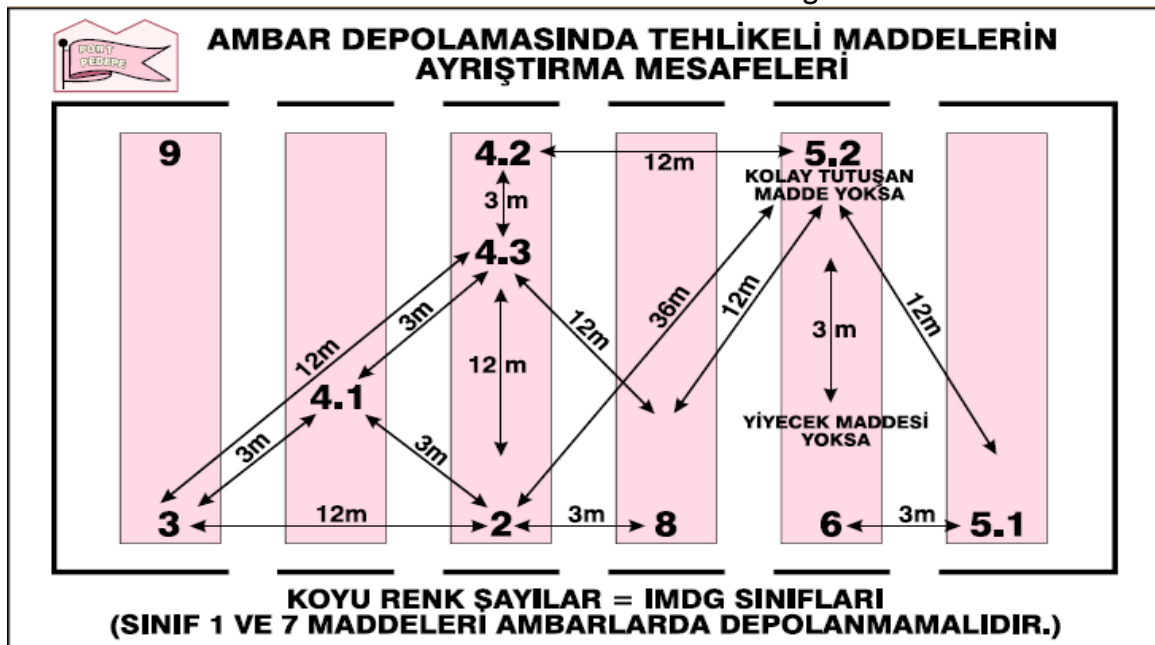 PORT
PEDEPE
AMBAR DEPOLAMASINDA TEHLİKELİ MADDELERİN
AYRIŞTIRMA MESAFELERİ
9
4.2
12m
5.2
KOLAY TUTUŞAN
MADDE YOKSA
3 m
4.3
12m
3m
12 m
12m
36m
12m
3 m
12m
4.1
3m
3m
YİYECEK MADDESİ
YOKSA
3
12m
2
3m
8
6
3m
5.1
KOYU RENK ŞAYILAR = IMDG SINIFLARI
(SINIF 1 VE 7 MADDELERİ AMBARLARDA DEPOLANMAMALIDIR.)